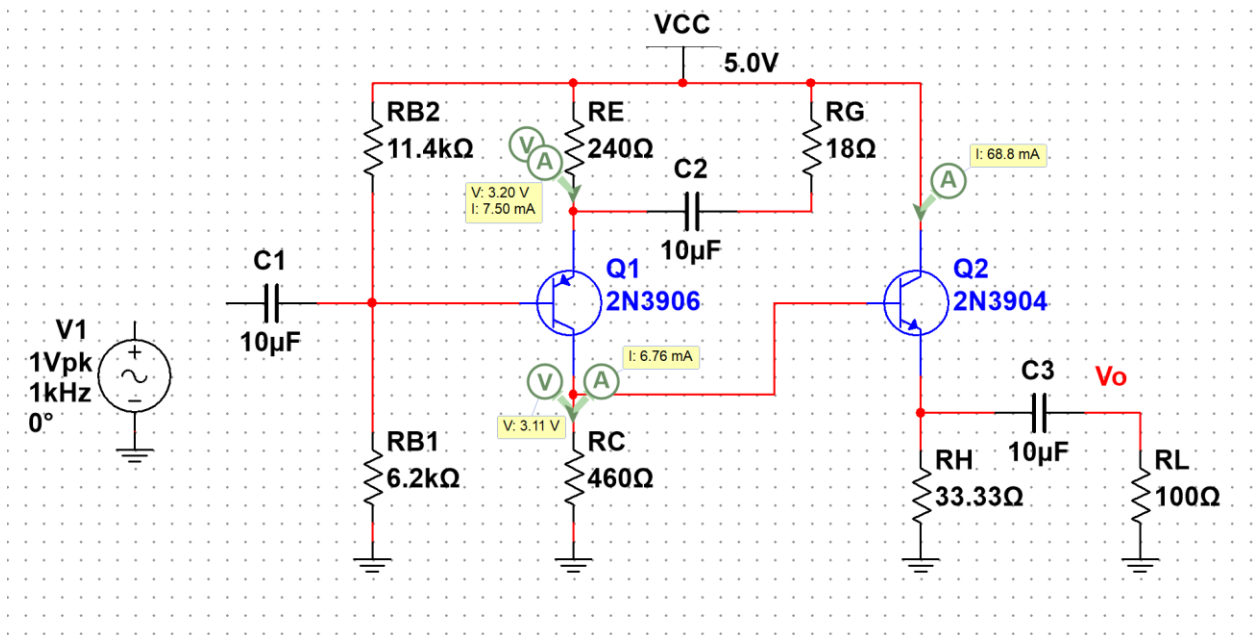 VCC
5.0V
RB2
11.4kΩ
RE
240Ω
RG
18Ω
V
A
V: 3.20 V
I: 7.50 mA
C2
10µF
A
I: 68.8 mA
C1
10µF
Q1
2N3906
Q2
2N3904
V1
1Vpk
1kHz
0°
V
A
I: 6.76 mA
V: 3.11 V
C3
10µF
Vo
RB1
6.2kΩ
RC
460Ω
RH
33.33Ω
RL
100Ω